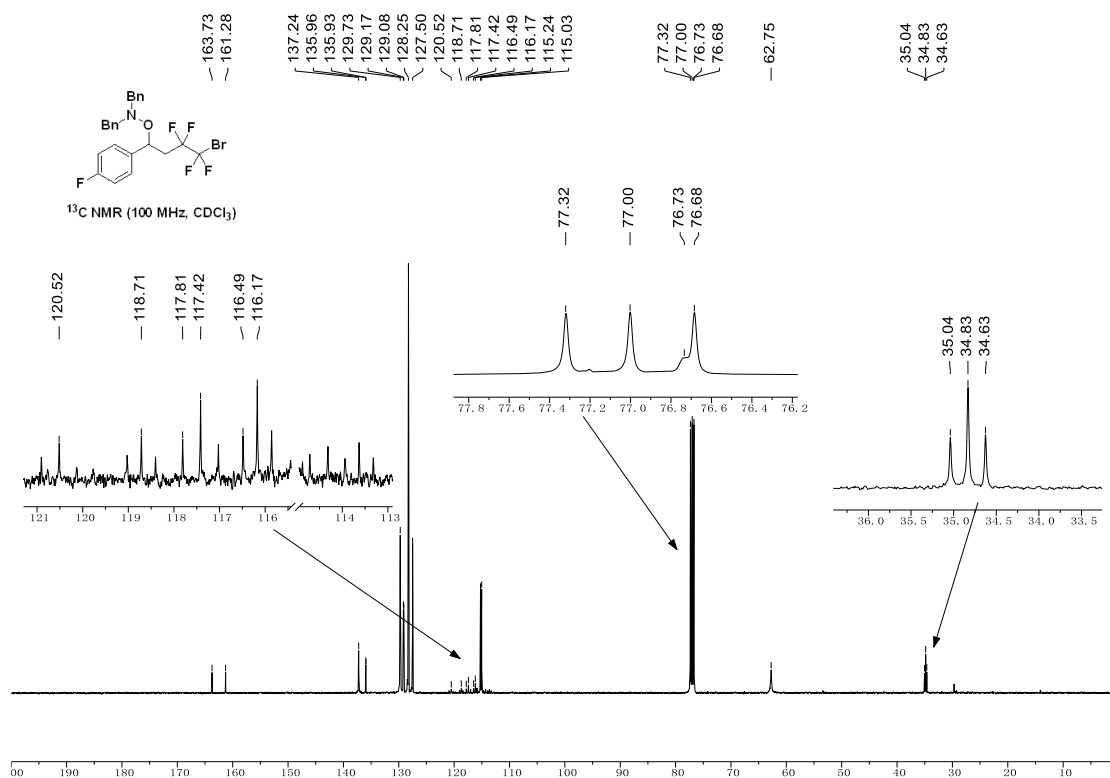 163.73
161.28
137.24
135.96
135.93
129.73
129.17
129.08
128.25
127.50
120.52
118.71
117.81
117.42
116.49
116.17
115.24
115.03
77.32
77.00
76.73
76.68
62.75
35.04
34.83
34.63
Bn
Bn
N
O
F
F
Br
F
F
F
¹³C NMR (100 MHz, CDCl₃)
120.52
118.71
117.81
117.42
116.49
116.17
121 120 119 118 117 116 114 113
77.32
77.00
76.73
76.68
77.8 77.6 77.4 77.2 77.0 76.8 76.6 76.4 76.2
35.04
34.83
34.63
36.0 35.5 35.0 34.5 34.0 33.5
00 190 180 170 160 150 140 130 120 110 100 90 80 70 60 50 40 30 20 10